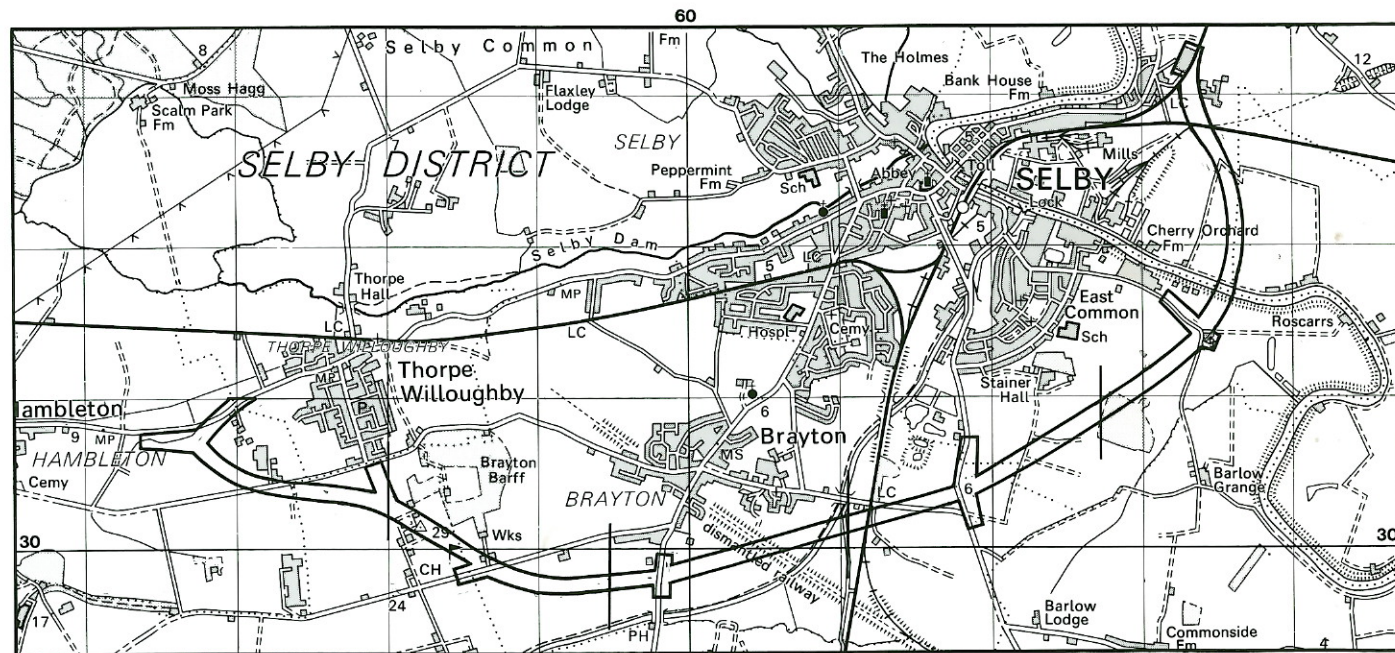 60
8
Selby Common
Fm
The Holmes
12
Moss Hagg
Scalm Park
Fm
Flaxley
Lodge
Bank House
Fm
LC
SELBY
SELBY DISTRICT
Peppermint
Fm
Sch
Abbey
Toll
Mills
SELBY
Lock
5
Cherry Orchard
Fm
Selby Dam
LC
5
Thorpe
Hall
MP
East
Common
LC
LC
Hospl
Cemy
Sch
Roscarrs
THORPE WILLOUGHBY
MP
Thorpe
Willoughby
P
Stainer
Hall
Hambleton
9
MP
6
Brayton
MS
HAMBLETON
Cemy
Brayton
Barff
BRAYTON
LC
6
Barlow
Grange
29
Wks
dismantled railway
30
30
CH
24
17
PH
Barlow
Lodge
Commonside
Fm
4